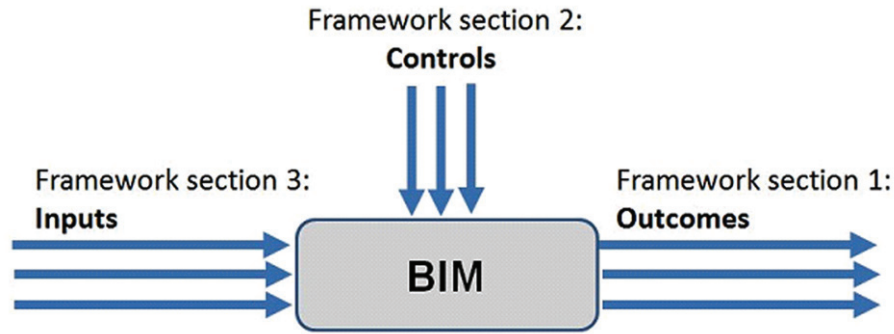 Framework section 2:
Controls
Framework section 3:
Inputs
Framework section 1:
Outcomes
BIM